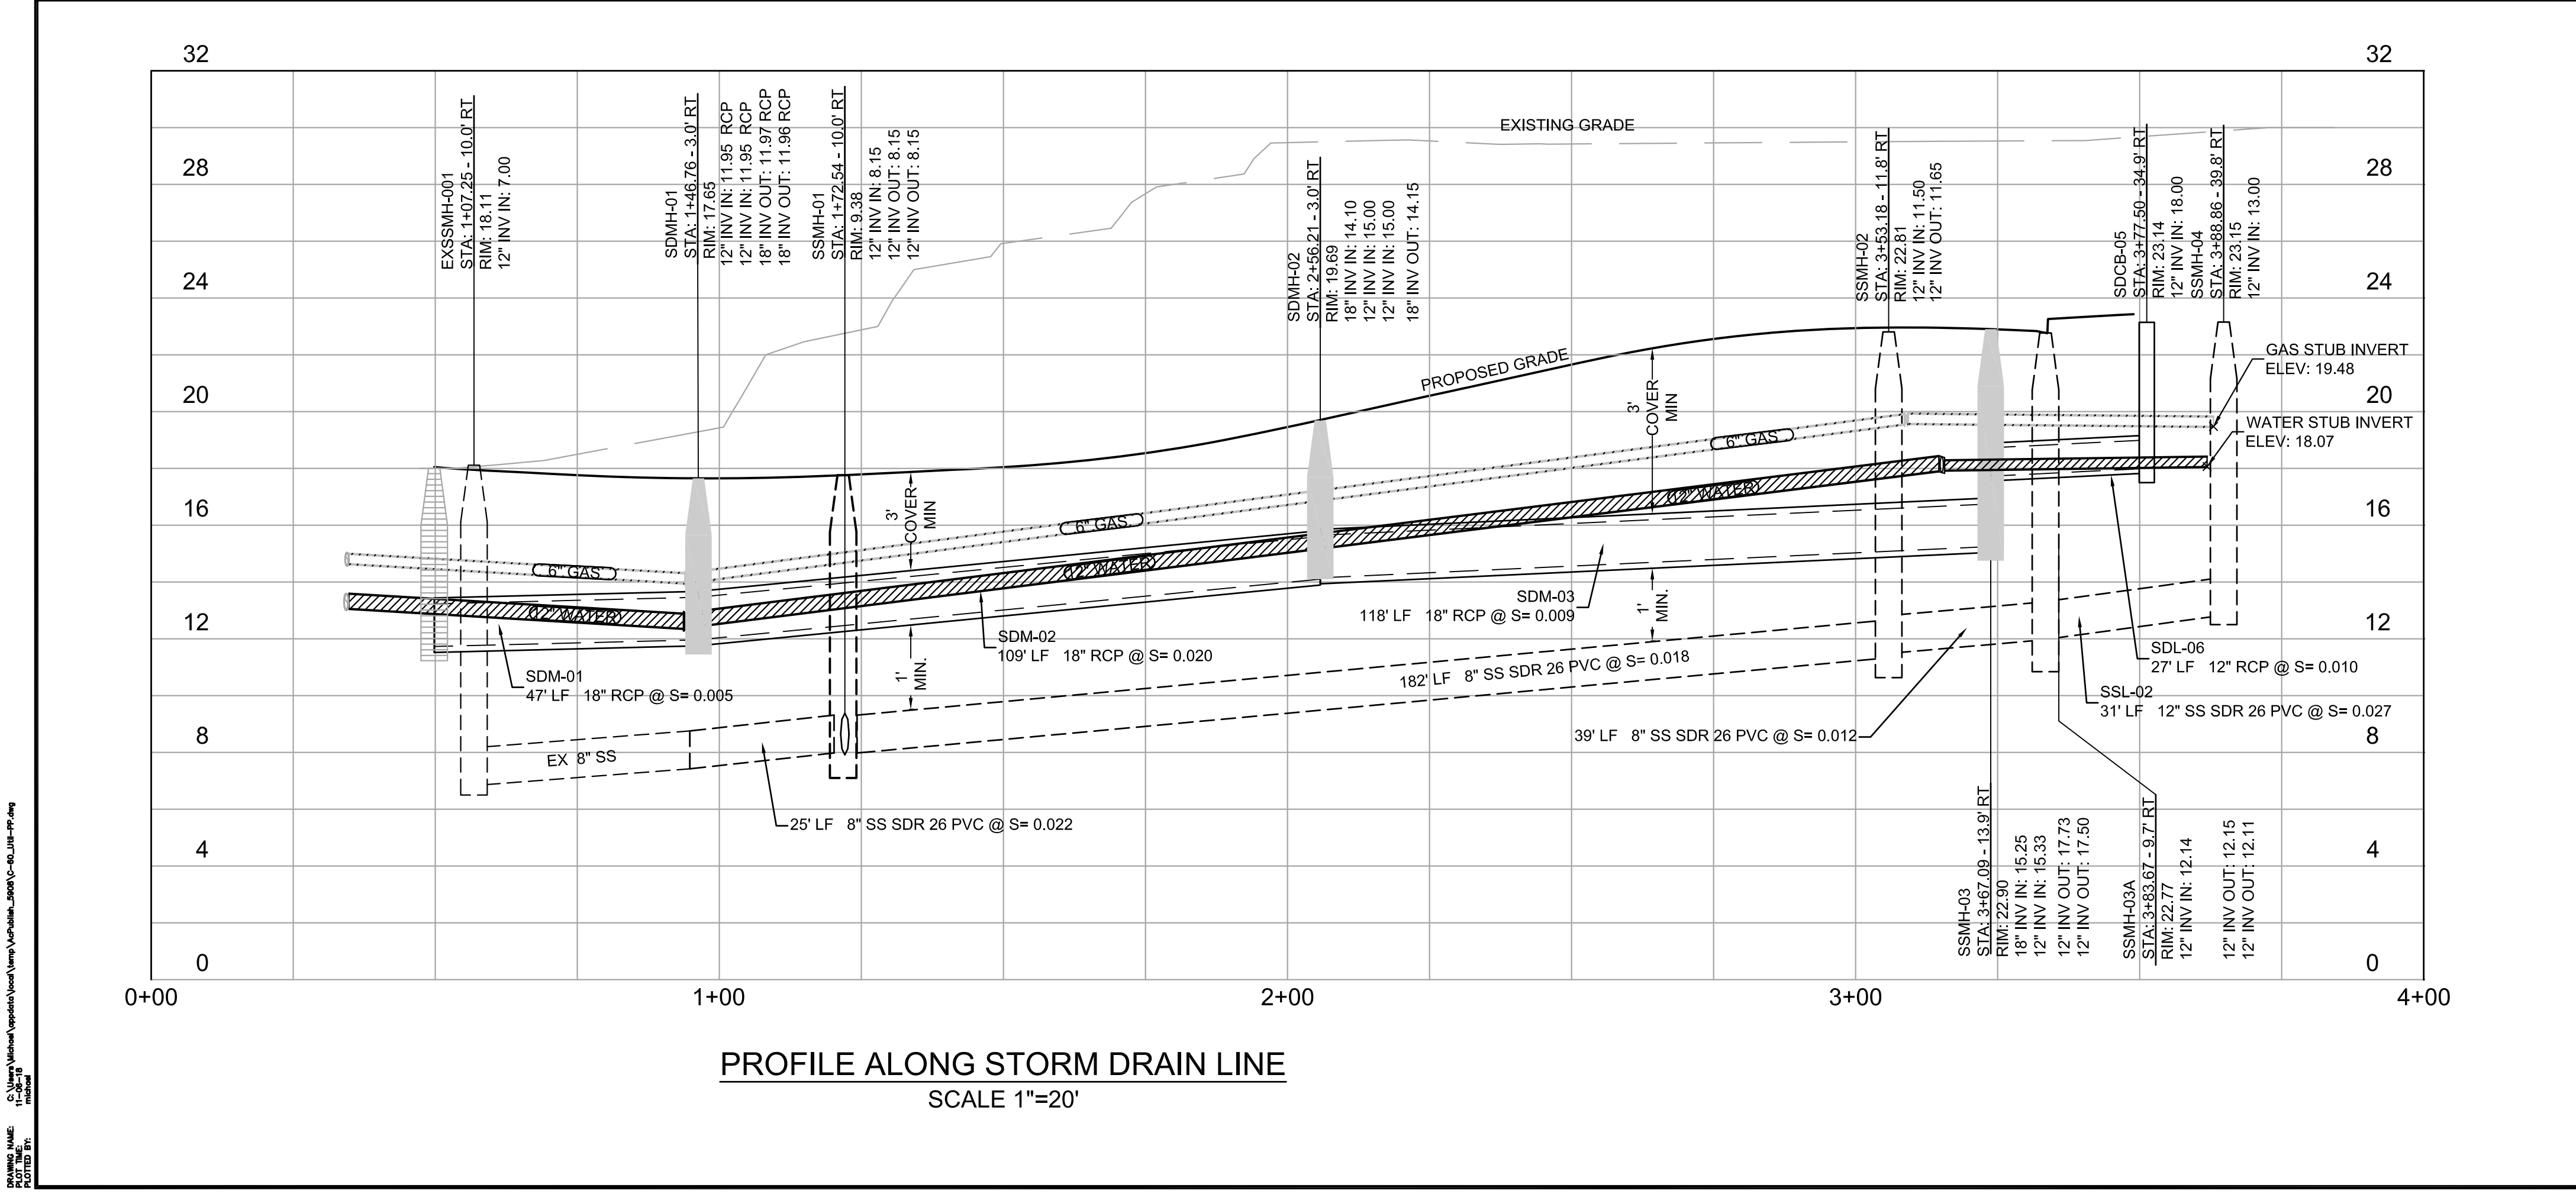 32
32
28
28
24
24
20
20
16
16
12
12
8
8
4
4
0
0
0+00
1+00
2+00
3+00
4+00
EXSSMH-001
STA: 1+07.25 - 10.0' RT
RIM: 18.11
12" INV IN: 7.00
SDMH-01
STA: 1+46.76 - 3.0' RT
RIM: 17.65
12" INV IN: 11.95 RCP
12" INV IN: 11.95 RCP
18" INV OUT: 11.97 RCP
18" INV OUT: 11.96 RCP
SSMH-01
STA: 1+72.54 - 10.0' RT
RIM: 9.38
12" INV IN: 8.15
12" INV OUT: 8.15
12" INV OUT: 8.15
SDMH-02
STA: 2+56.21 - 3.0' RT
RIM: 19.69
18" INV IN: 14.10
12" INV IN: 15.00
12" INV IN: 15.00
18" INV OUT: 14.15
EXISTING GRADE
SSMH-02
STA: 3+53.18 - 11.8' RT
RIM: 22.81
12" INV IN: 11.50
12" INV OUT: 11.65
SDCB-05
STA: 3+77.50 - 34.9' RT
RIM: 23.14
12" INV IN: 18.00
SSMH-04
STA: 3+88.86 - 39.8' RT
RIM: 23.15
12" INV IN: 13.00
GAS STUB INVERT
ELEV: 19.48
WATER STUB INVERT
ELEV: 18.07
PROPOSED GRADE
3'
COVER
MIN
3'
COVER
MIN
6" GAS
6" GAS
6" GAS
12" WATER
12" WATER
12" WATER
1'
MIN.
1'
MIN.
SDM-01
47' LF 18" RCP @ S= 0.005
SDM-02
109' LF 18" RCP @ S= 0.020
SDM-03
118' LF 18" RCP @ S= 0.009
182' LF 8" SS SDR 26 PVC @ S= 0.018
SDL-06
27' LF 12" RCP @ S= 0.010
SSL-02
31' LF 12" SS SDR 26 PVC @ S= 0.027
39' LF 8" SS SDR 26 PVC @ S= 0.012
EX 8" SS
25' LF 8" SS SDR 26 PVC @ S= 0.022
SSMH-03
STA: 3+67.09 - 13.9' RT
RIM: 22.90
18" INV IN: 15.25
12" INV IN: 15.33
12" INV OUT: 17.73
12" INV OUT: 17.50
SSMH-03A
STA: 3+83.67 - 9.7' RT
RIM: 22.77
12" INV IN: 12.14
12" INV OUT: 12.15
12" INV OUT: 12.11
PROFILE ALONG STORM DRAIN LINE
SCALE 1"=20'
DRAWING NAME: C:\Users\Michael\appdata\local\temp\AcPublish_5908\C-60_Util-PP.dwg
PLOT TIME: 11-06-18
PLOTTED BY: michael